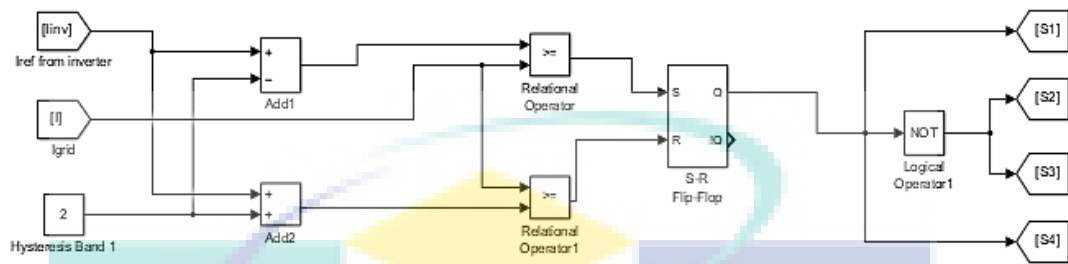 [Iinv]
Iref from inverter
[I]
Igrid
2
Hysteresis Band 1
+
−
Add1
+
+
Add2
>=
Relational
Operator
>=
Relational
Operator1
S
Q
R
!Q
S-R
Flip-Flop
NOT
Logical
Operator1
[S1]
[S2]
[S3]
[S4]